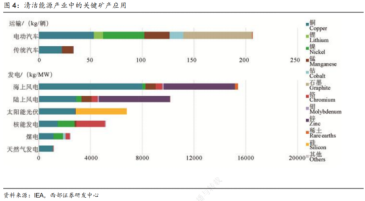 图4：清洁能源产业中的关键矿产应用
运输/（kg/辆）
电动汽车
传统汽车
0 50 100 150 200 250
发电/（kg/MW）
海上风电
陆上风电
太阳能光伏
核能发电
煤电
天然气发电
0 4000 8000 12000 16000 20000
铜
Copper
锂
Lithium
镍
Nickel
锰
Manganese
钴
Cobalt
石墨
Graphite
铬
Chromium
钼
Molybdenum
锌
Zinc
稀土
Rare earths
硅
Silicon
其他
Others
资料来源：IEA，西部证券研发中心